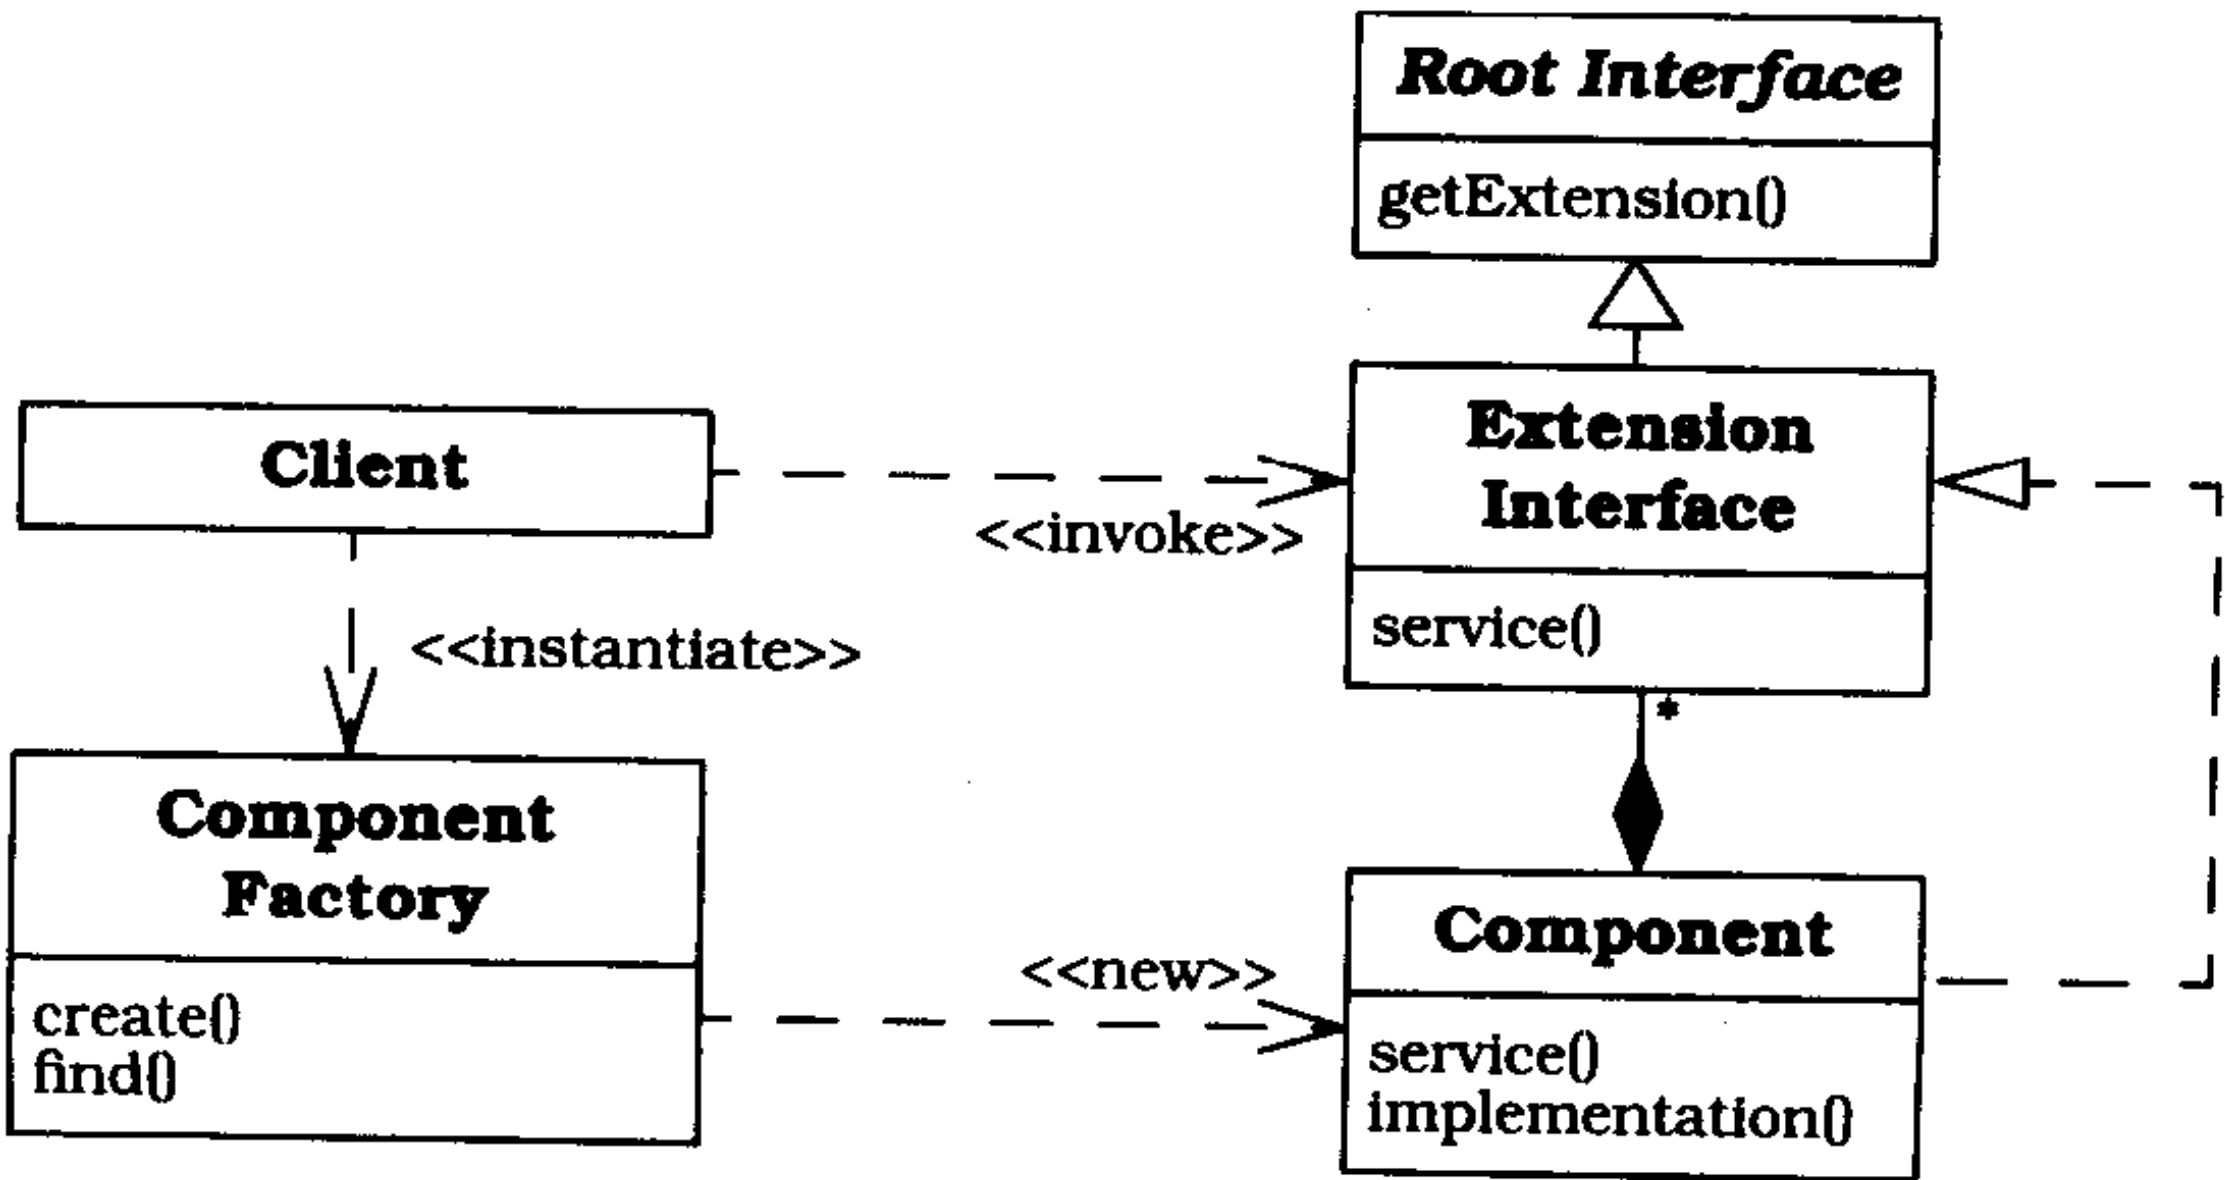 Root Interface
getExtension()
Client
<<invoke>>
Extension
Interface
service()
*
<<instantiate>>
Component
Factory
create()
find()
<<new>>
Component
service()
implementation()